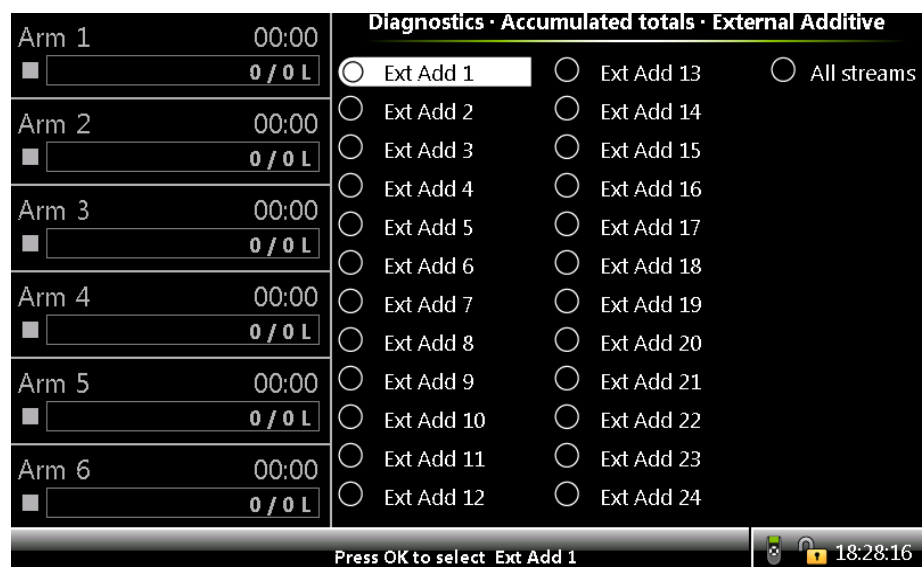 Diagnostics · Accumulated totals · External Additive
Arm 1 00:00
0 / 0 L
Arm 2 00:00
0 / 0 L
Arm 3 00:00
0 / 0 L
Arm 4 00:00
0 / 0 L
Arm 5 00:00
0 / 0 L
Arm 6 00:00
0 / 0 L
Ext Add 1
Ext Add 2
Ext Add 3
Ext Add 4
Ext Add 5
Ext Add 6
Ext Add 7
Ext Add 8
Ext Add 9
Ext Add 10
Ext Add 11
Ext Add 12
Ext Add 13
Ext Add 14
Ext Add 15
Ext Add 16
Ext Add 17
Ext Add 18
Ext Add 19
Ext Add 20
Ext Add 21
Ext Add 22
Ext Add 23
Ext Add 24
All streams
Press OK to select Ext Add 1
18:28:16